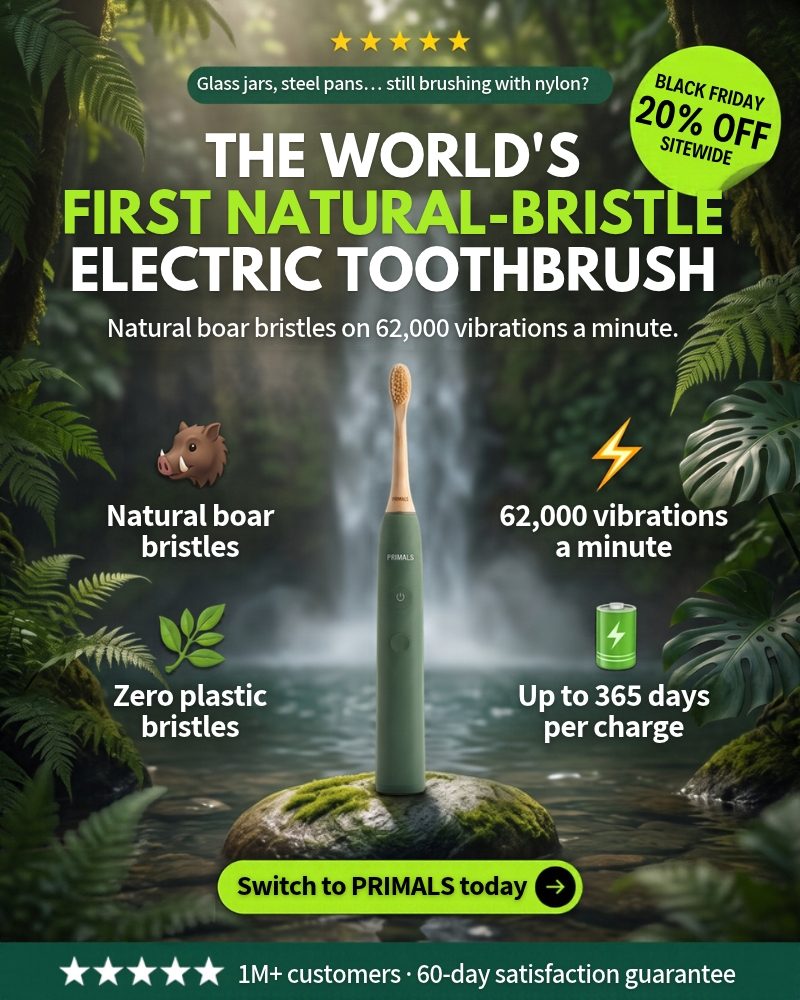 Glass jars, steel pans… still brushing with nylon?
BLACK FRIDAY
20% OFF
SITEWIDE
THE WORLD'S
FIRST NATURAL-BRISTLE
ELECTRIC TOOTHBRUSH
Natural boar bristles on 62,000 vibrations a minute.
PRIMALS
PRIMALS
Natural boar
bristles
62,000 vibrations
a minute
Zero plastic
bristles
Up to 365 days
per charge
Switch to PRIMALS today
1M+ customers · 60-day satisfaction guarantee